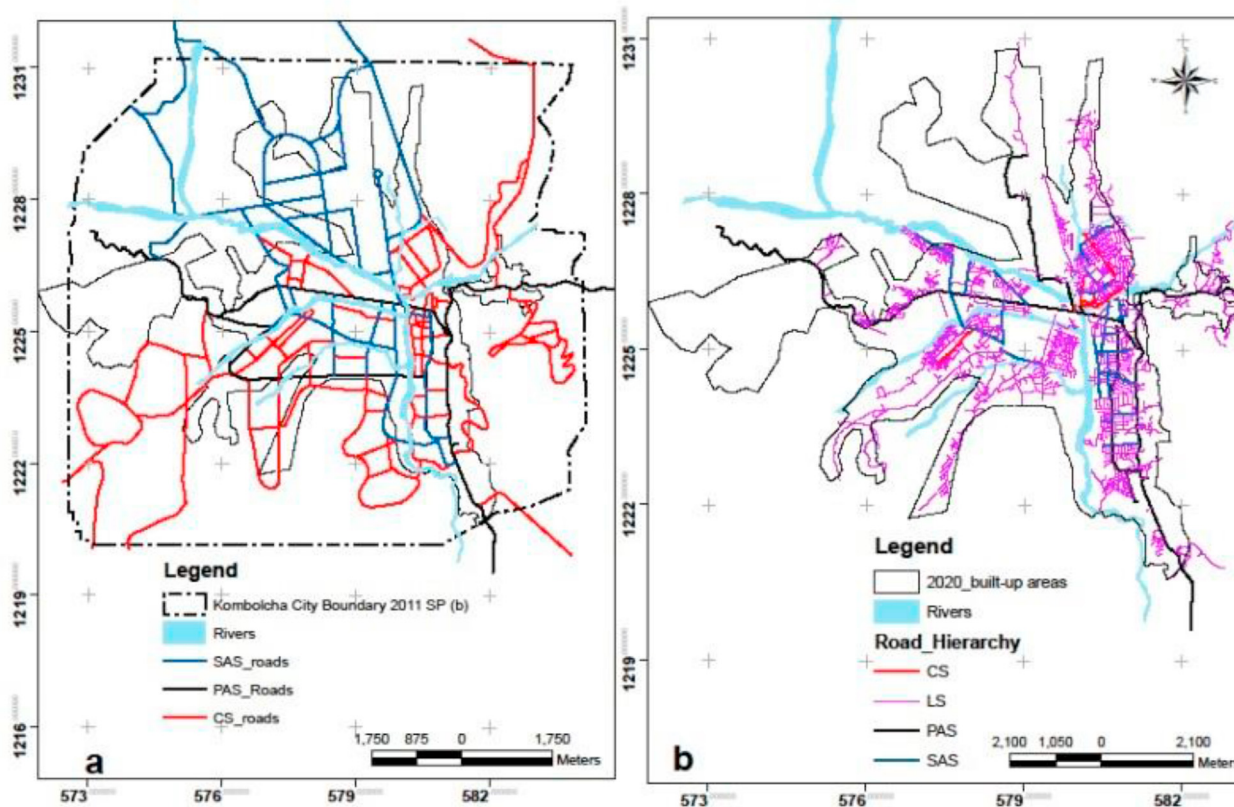 1231
1228
1225
1222
1219
1216
Legend
Kombolcha City Boundary 2011 SP (b)
Rivers
SAS_roads
PAS_Roads
CS_roads
1,750 875 0 1,750
Meters
a
573 576 579 582
1231
1228
1225
1222
1219
Legend
2020_built-up areas
Rivers
Road_Hierarchy
CS
LS
PAS
SAS
2,100 1,050 0 2,100
Meters
b
573 576 579 582